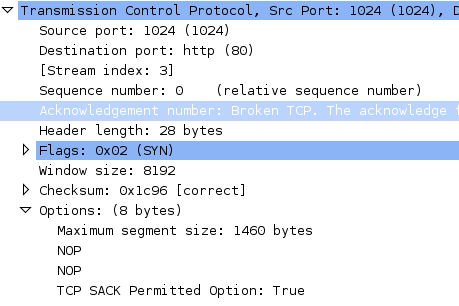 Transmission Control Protocol, Src Port: 1024 (1024),
Source port: 1024 (1024)
Destination port: http (80)
[Stream index: 3]
Sequence number: 0 (relative sequence number)
Acknowledgement number: Broken TCP. The acknowledge
Header length: 28 bytes
Flags: 0x02 (SYN)
Window size: 8192
Checksum: 0x1c96 [correct]
Options: (8 bytes)
Maximum segment size: 1460 bytes
NOP
NOP
TCP SACK Permitted Option: True